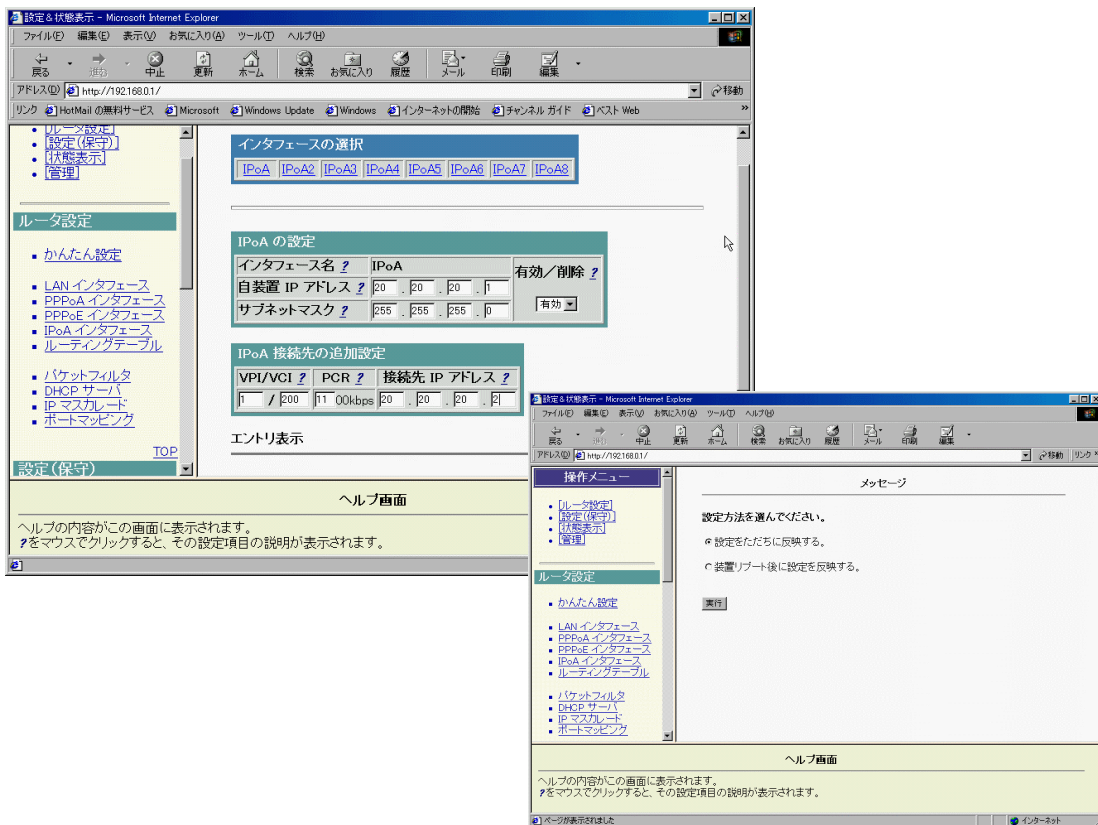 設定＆状態表示 - Microsoft Internet Explorer
ファイル(F) 編集(E) 表示(V) お気に入り(A) ツール(T) ヘルプ(H)
戻る 進む 中止 更新 ホーム 検索 お気に入り 履歴 メール 印刷 編集
アドレス(D) http://192.168.0.1/ 移動
リンク HotMail の無料サービス Microsoft Windows Update Windows インターネットの開始 チャンネル ガイド ベスト Web »
[ルータ設定]
[設定(保守)]
[状態表示]
[管理]
ルータ設定
かんたん設定
LAN インタフェース
PPPoA インタフェース
PPPoE インタフェース
IPoA インタフェース
ルーティングテーブル
パケットフィルタ
DHCP サーバ
IP マスカレード
ポートマッピング
TOP
設定(保守)
インタフェースの選択
IPoA IPoA2 IPoA3 IPoA4 IPoA5 IPoA6 IPoA7 IPoA8
IPoA の設定
インタフェース名 ? IPoA 有効／削除 ?
自装置 IP アドレス ? 20 . 20 . 20 . 1
サブネットマスク ? 255 . 255 . 255 . 0 有効
IPoA 接続先の追加設定
VPI/VCI ? PCR ? 接続先 IP アドレス ?
1 / 200 11 00kbps 20 . 20 . 20 . 2
エントリ表示
ヘルプ画面
ヘルプの内容がこの画面に表示されます。
?をマウスでクリックすると、その設定項目の説明が表示されます。
設定＆状態表示 - Microsoft Internet Explorer
ファイル(F) 編集(E) 表示(V) お気に入り(A) ツール(T) ヘルプ(H)
戻る 進む 中止 更新 ホーム 検索 お気に入り 履歴 メール 印刷 編集
アドレス(D) http://192.168.0.1/ 移動 リンク »
操作メニュー
[ルータ設定]
[設定(保守)]
[状態表示]
[管理]
ルータ設定
かんたん設定
LAN インタフェース
PPPoA インタフェース
PPPoE インタフェース
IPoA インタフェース
ルーティングテーブル
パケットフィルタ
DHCP サーバ
IP マスカレード
ポートマッピング
メッセージ
設定方法を選んでください。
設定をただちに反映する。
装置リブート後に設定を反映する。
実行
ヘルプ画面
ヘルプの内容がこの画面に表示されます。
?をマウスでクリックすると、その設定項目の説明が表示されます。
ページが表示されました インターネット